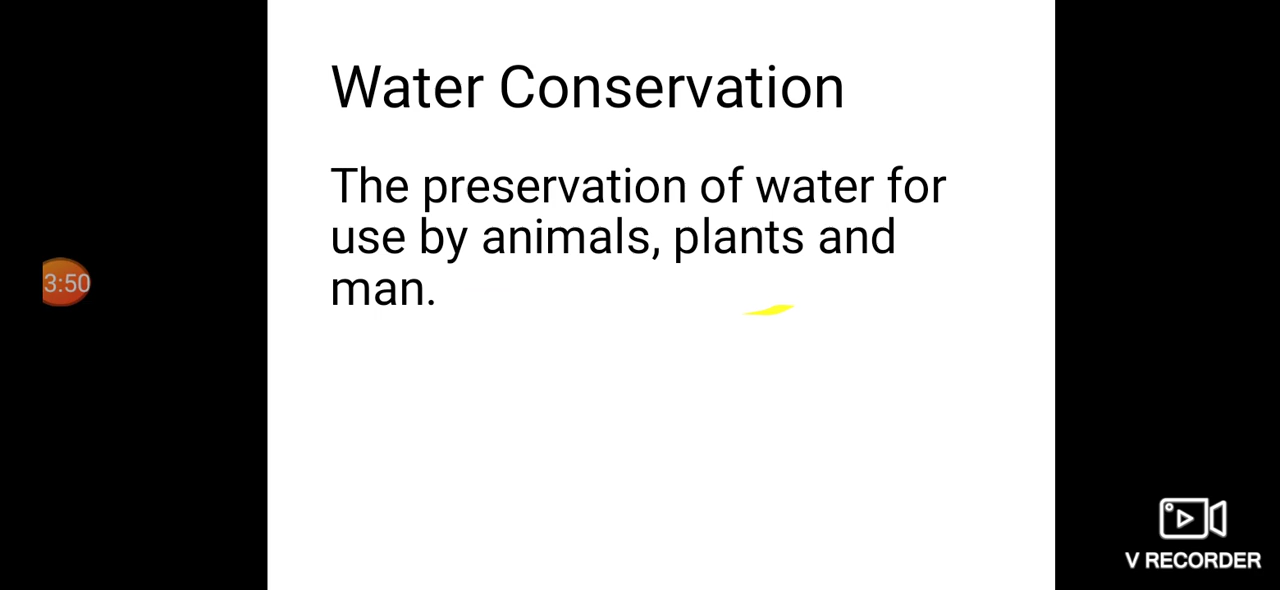 Water Conservation
The preservation of water for
use by animals, plants and
man.
3:50
V RECORDER